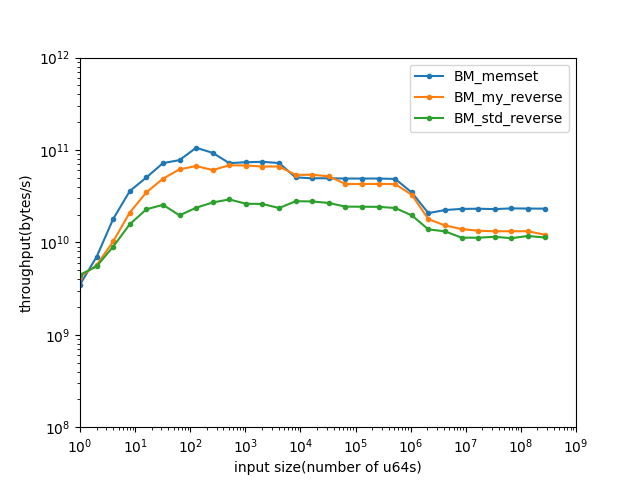 10^12
10^11
10^10
10^9
10^8
throughput(bytes/s)
BM_memset
BM_my_reverse
BM_std_reverse
10^0 10^1 10^2 10^3 10^4 10^5 10^6 10^7 10^8 10^9
input size(number of u64s)